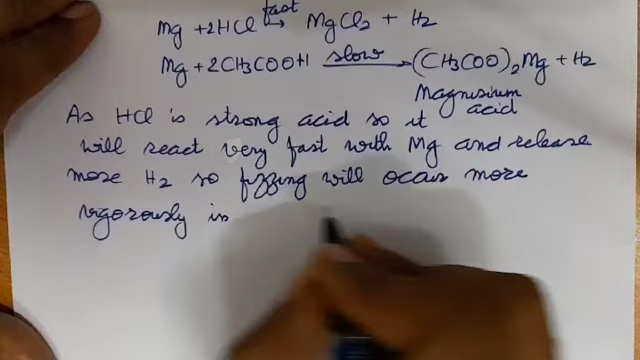 Mg + 2HCl fast → MgCl2 + H2
Mg + 2CH3COOH slow → (CH3COO)2Mg + H2
Magnesium acid
As HCl is strong acid so it
will react very fast with Mg and release
more H2 so fizzing will occur more
vigorously in